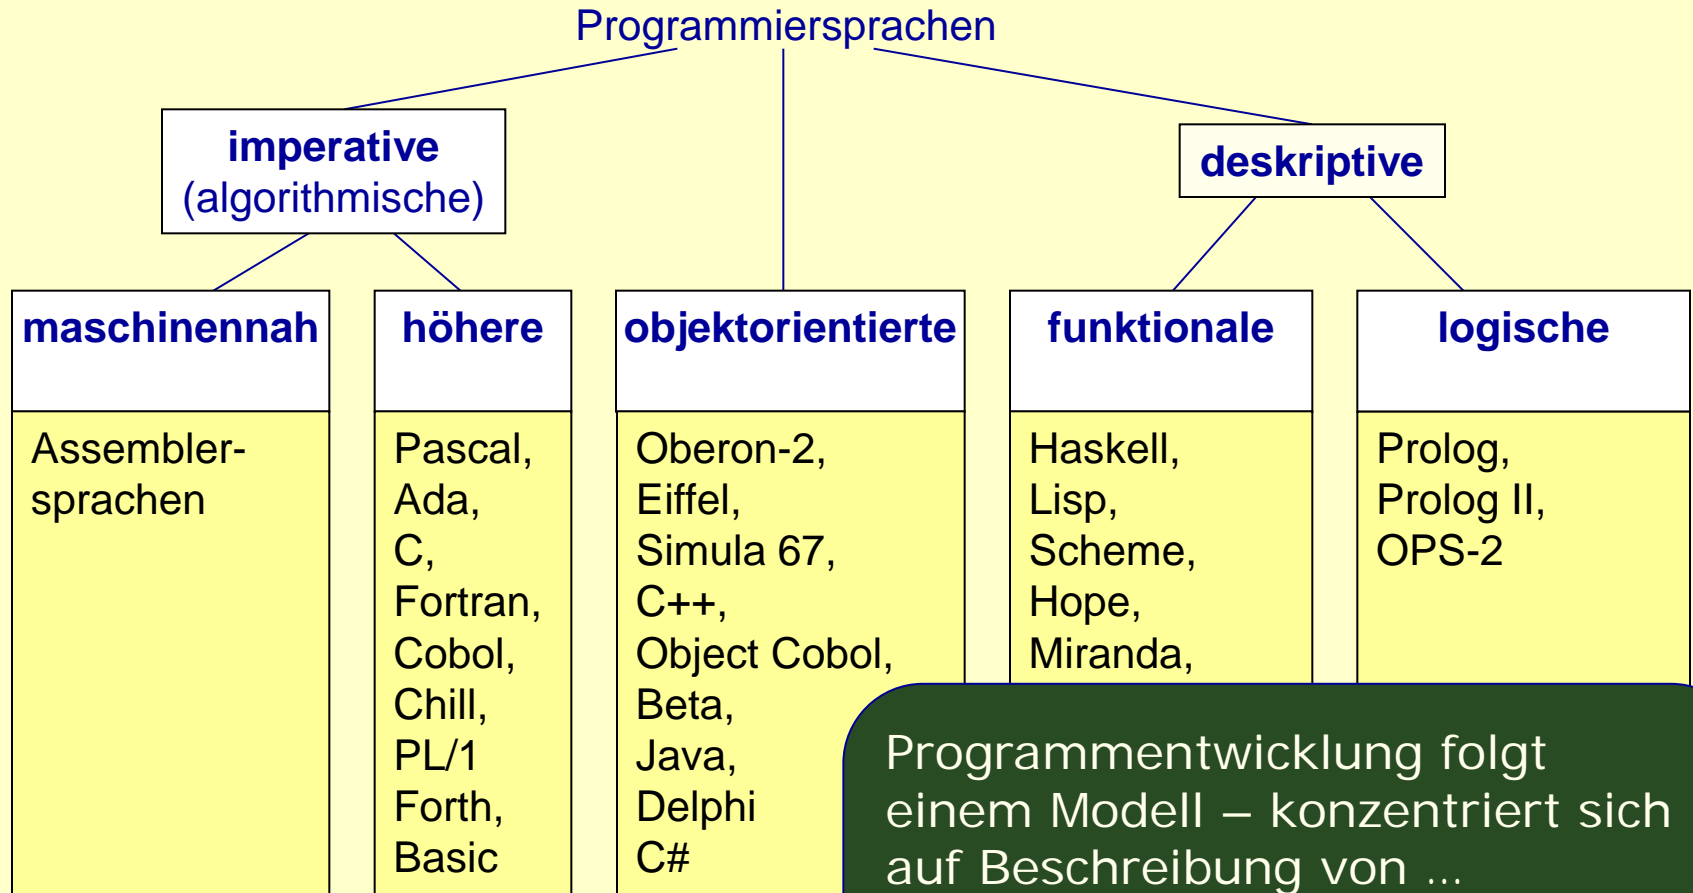 Programmiersprachen
imperative
(algorithmische)
deskriptive
maschinennah
höhere
objektorientierte
funktionale
logische
Assembler-
sprachen
Pascal,
Ada,
C,
Fortran,
Cobol,
Chill,
PL/1
Forth,
Basic
Oberon-2,
Eiffel,
Simula 67,
C++,
Object Cobol,
Beta,
Java,
Delphi
C#
Haskell,
Lisp,
Scheme,
Hope,
Miranda,
Prolog,
Prolog II,
OPS-2
Programmentwicklung folgt
einem Modell – konzentriert sich
auf Beschreibung von ...